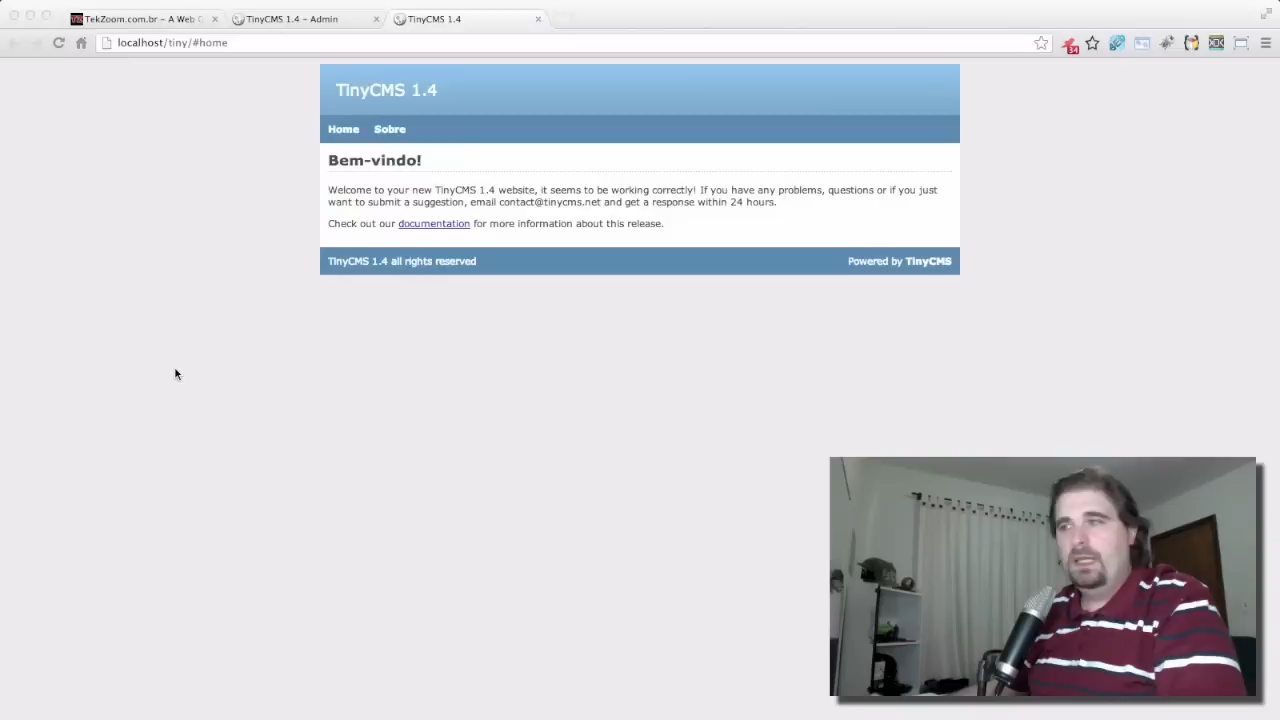 TekZoom.com.br – A Web C
TinyCMS 1.4 – Admin
TinyCMS 1.4
localhost/tiny/#home
34
TinyCMS 1.4
Home Sobre
Bem-vindo!
Welcome to your new TinyCMS 1.4 website, it seems to be working correctly! If you have any problems, questions or if you just
want to submit a suggestion, email contact@tinycms.net and get a response within 24 hours.
Check out our documentation for more information about this release.
TinyCMS 1.4 all rights reserved
Powered by TinyCMS